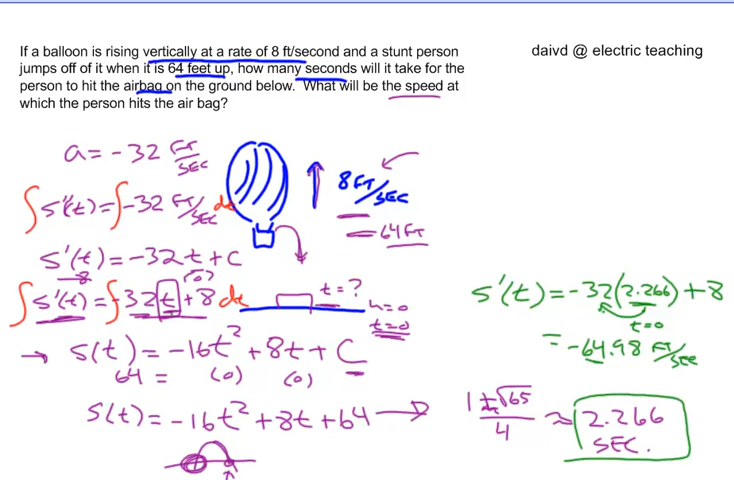 If a balloon is rising vertically at a rate of 8 ft/second and a stunt person
jumps off of it when it is 64 feet up, how many seconds will it take for the
person to hit the airbag on the ground below. What will be the speed at
which the person hits the air bag?
daivd @ electric teaching
a = -32 FT/SEC
∫ s''(t) = ∫ -32 FT/SEC dt
8 FT/SEC
= 64 FT
s'(t) = -32t + C
8 (0)
∫ s'(t) = ∫ -32t + 8 dt
t = ?
h = 0
t = 0
→ s(t) = -16t² + 8t + C
64 = (0) (0)
s(t) = -16t² + 8t + 64 →
s'(t) = -32(2.266) + 8
t = 0
= -64.98 FT/SEC
1 ± √65 / 4 ≈ 2.266
SEC.